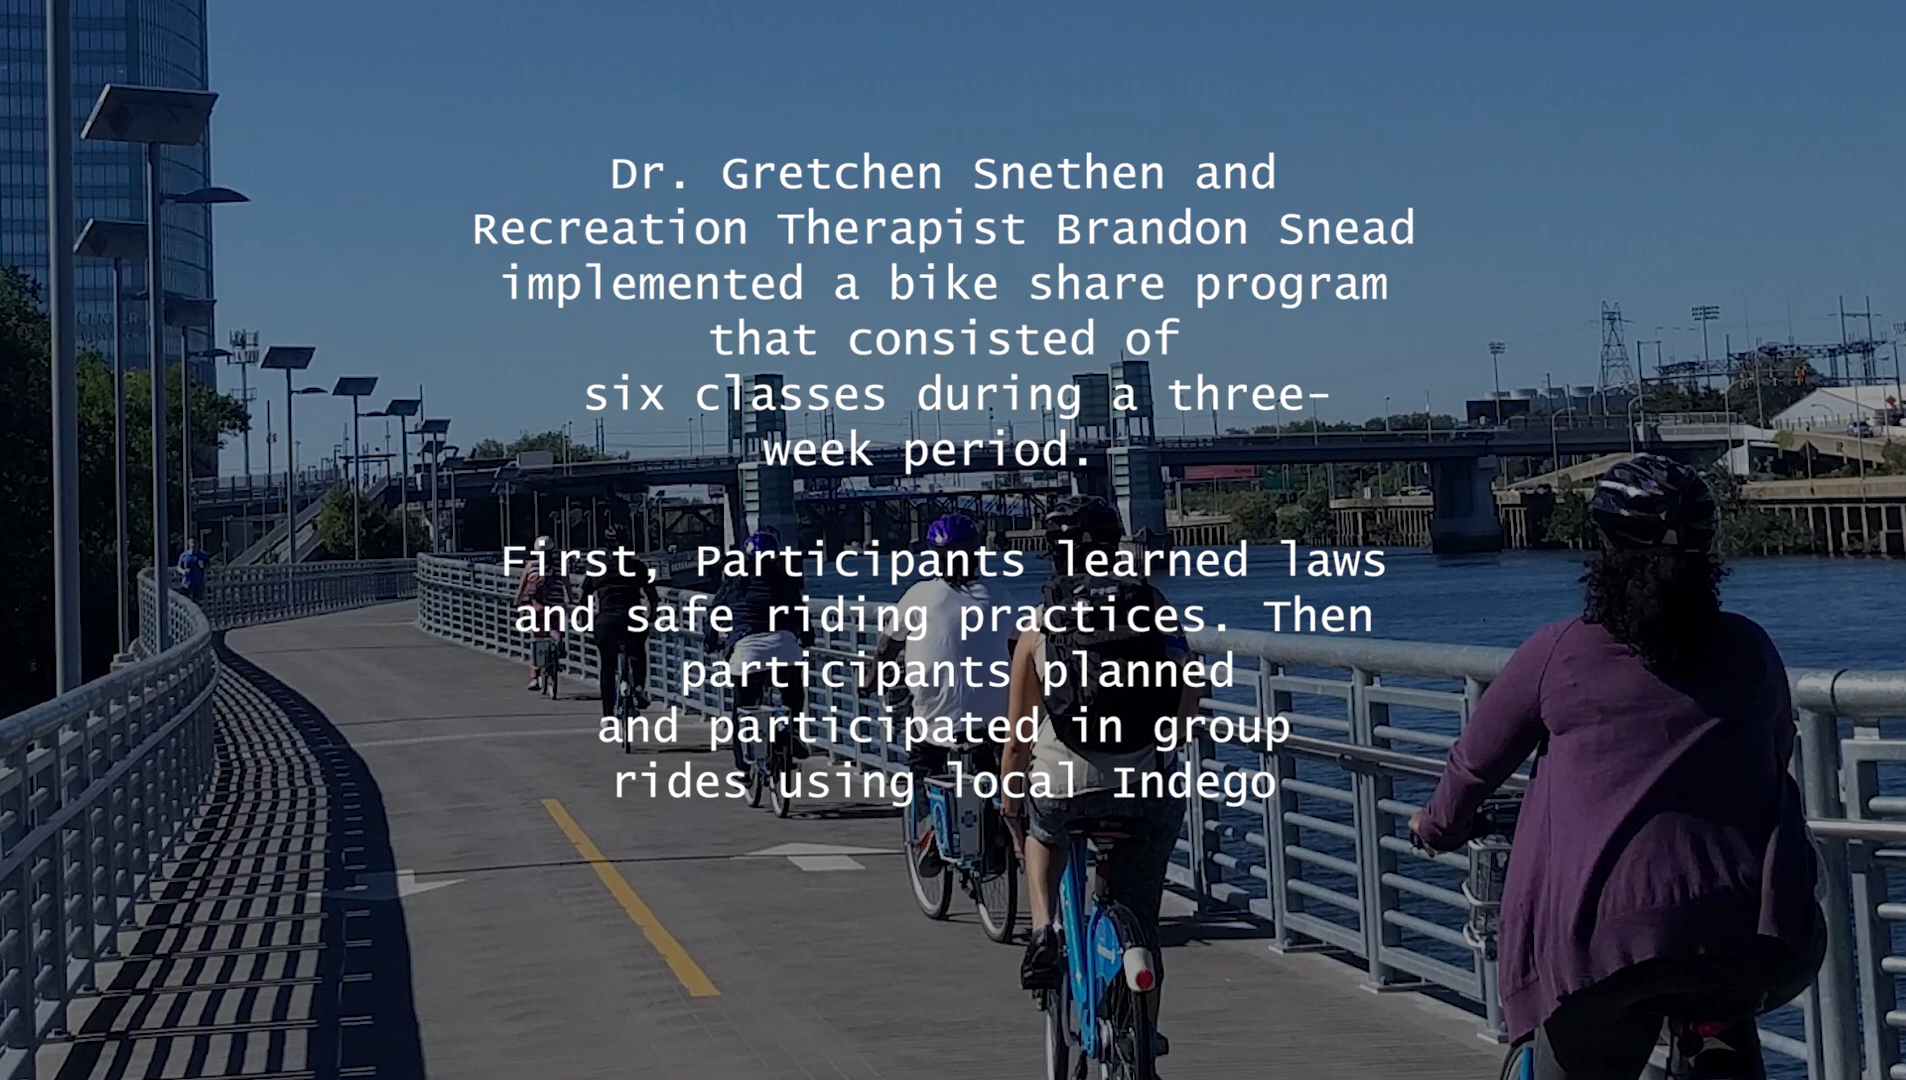 Dr. Gretchen Snethen and
Recreation Therapist Brandon Snead
implemented a bike share program
that consisted of
six classes during a three-
week period.
First, Participants learned laws
and safe riding practices. Then
participants planned
and participated in group
rides using local Indego